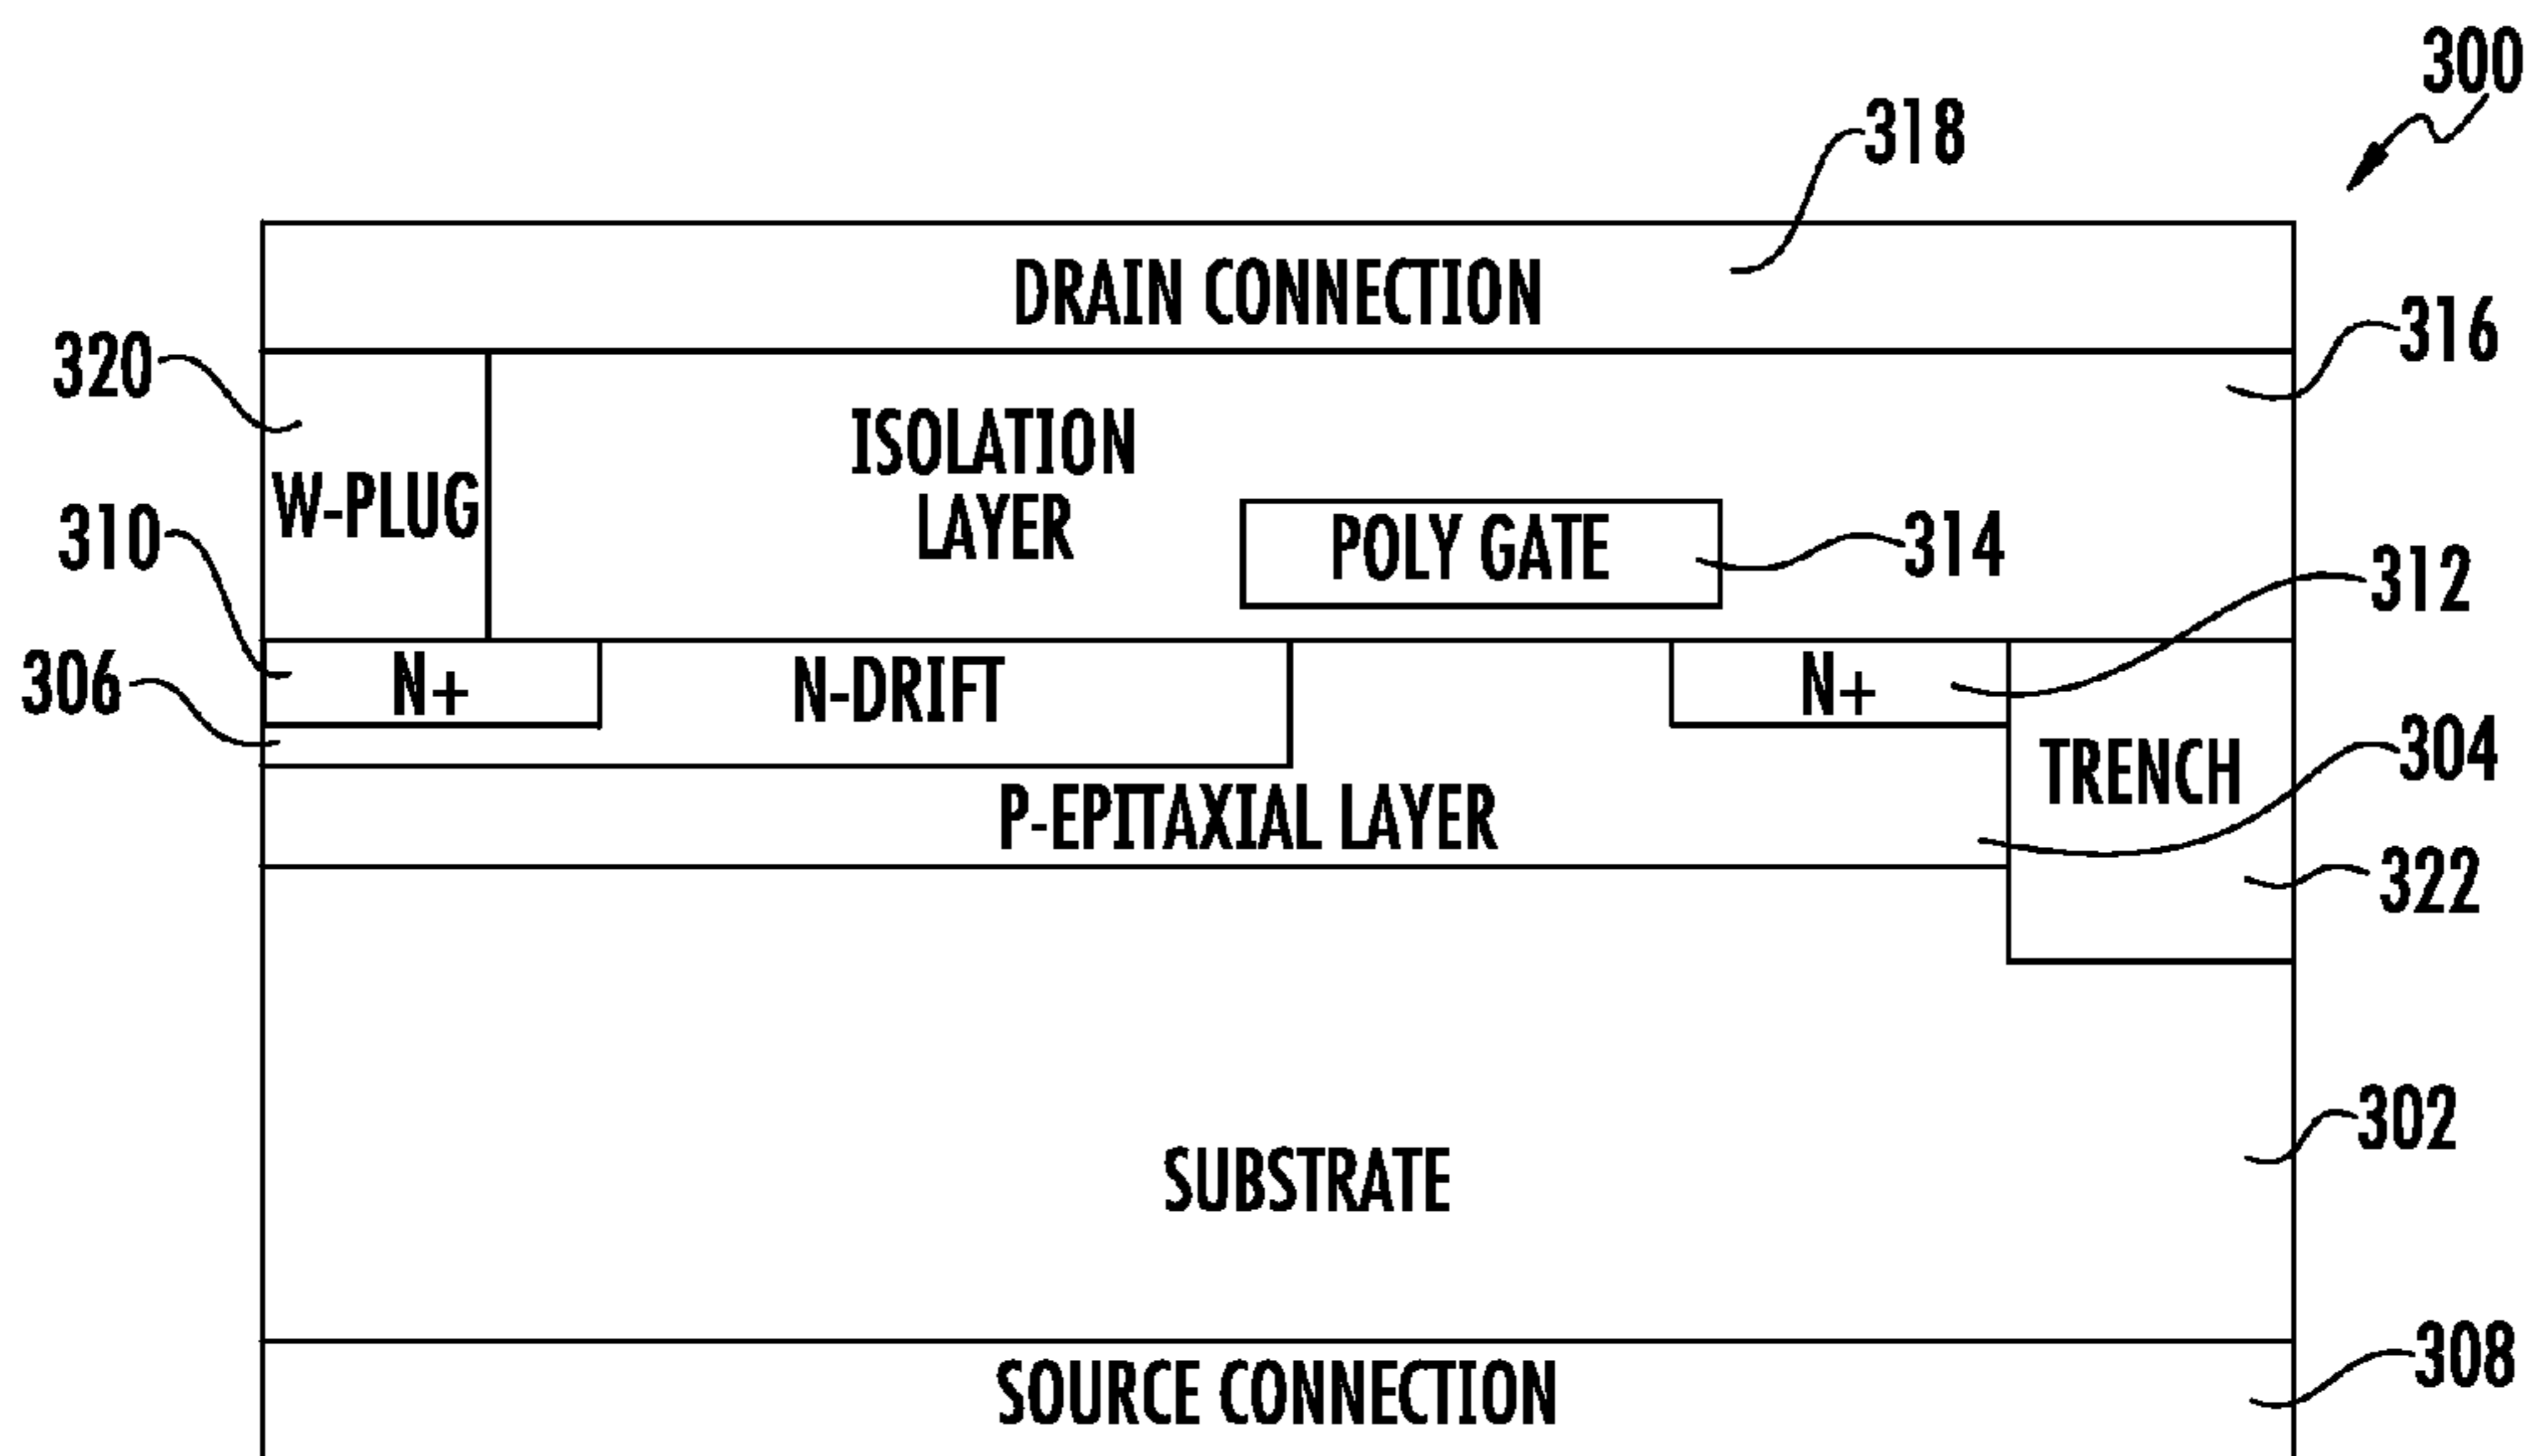 300
318
DRAIN CONNECTION
316
320
ISOLATION
LAYER
W-PLUG
POLY GATE
310
314
312
306
N+
N-DRIFT
N+
304
TRENCH
P-EPITAXIAL LAYER
322
302
SUBSTRATE
308
SOURCE CONNECTION